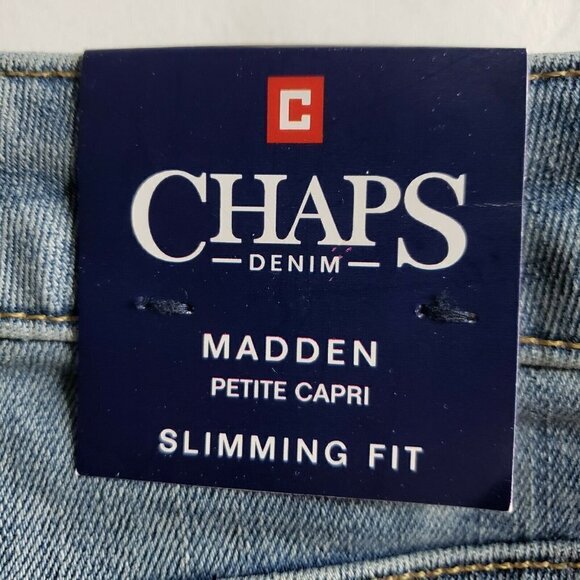 C
CHAPS
DENIM
MADDEN
PETITE CAPRI
SLIMMING FIT